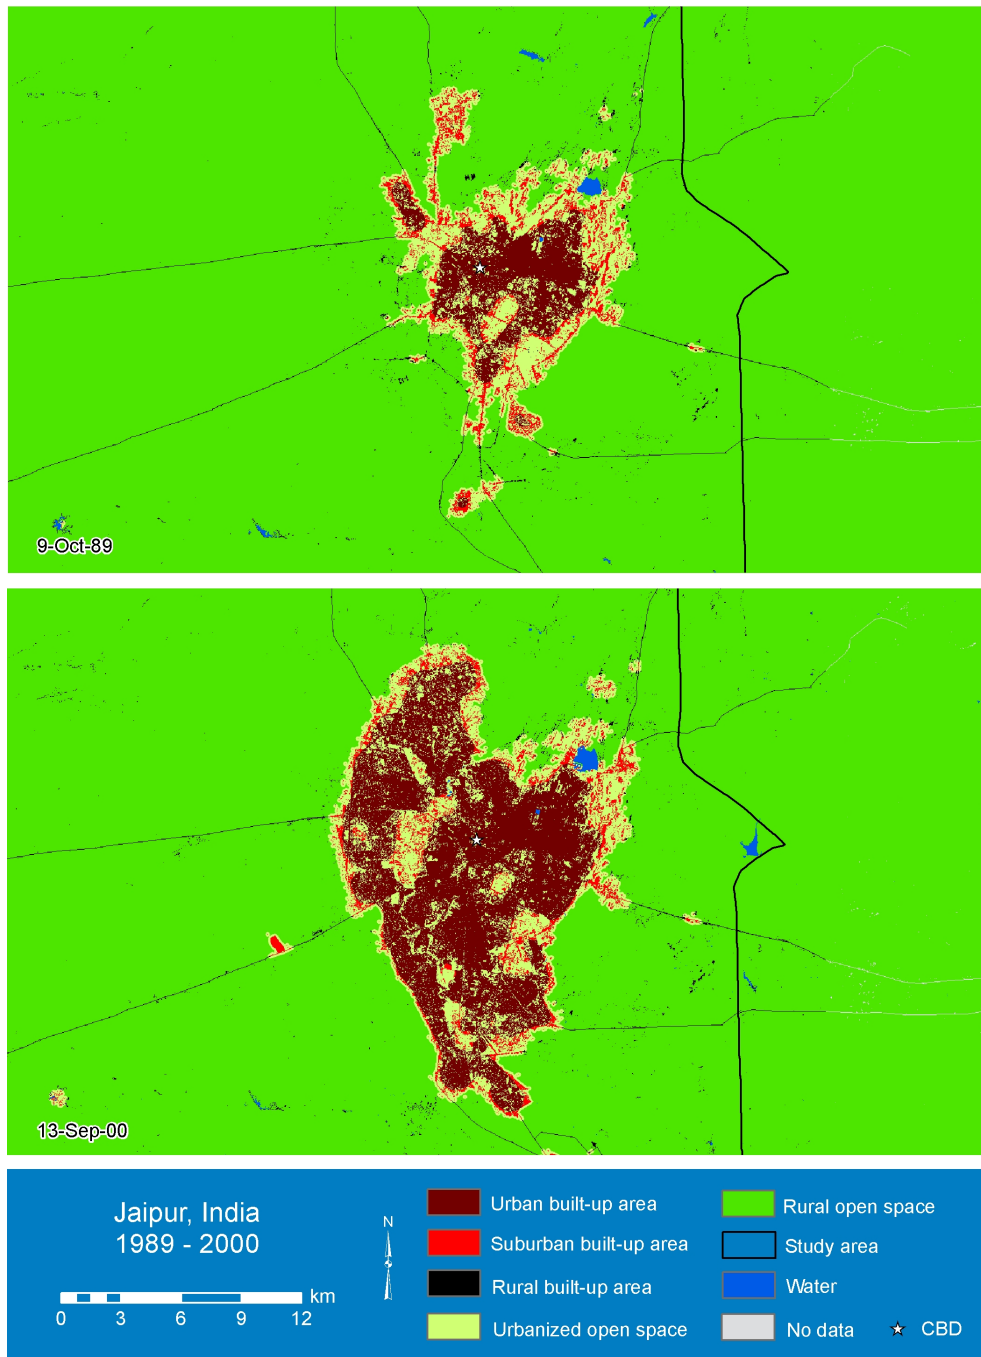 9-Oct-89
13-Sep-00
Jaipur, India
1989 - 2000
N
km
0 3 6 9 12
Urban built-up area
Suburban built-up area
Rural built-up area
Urbanized open space
Rural open space
Study area
Water
No data
CBD